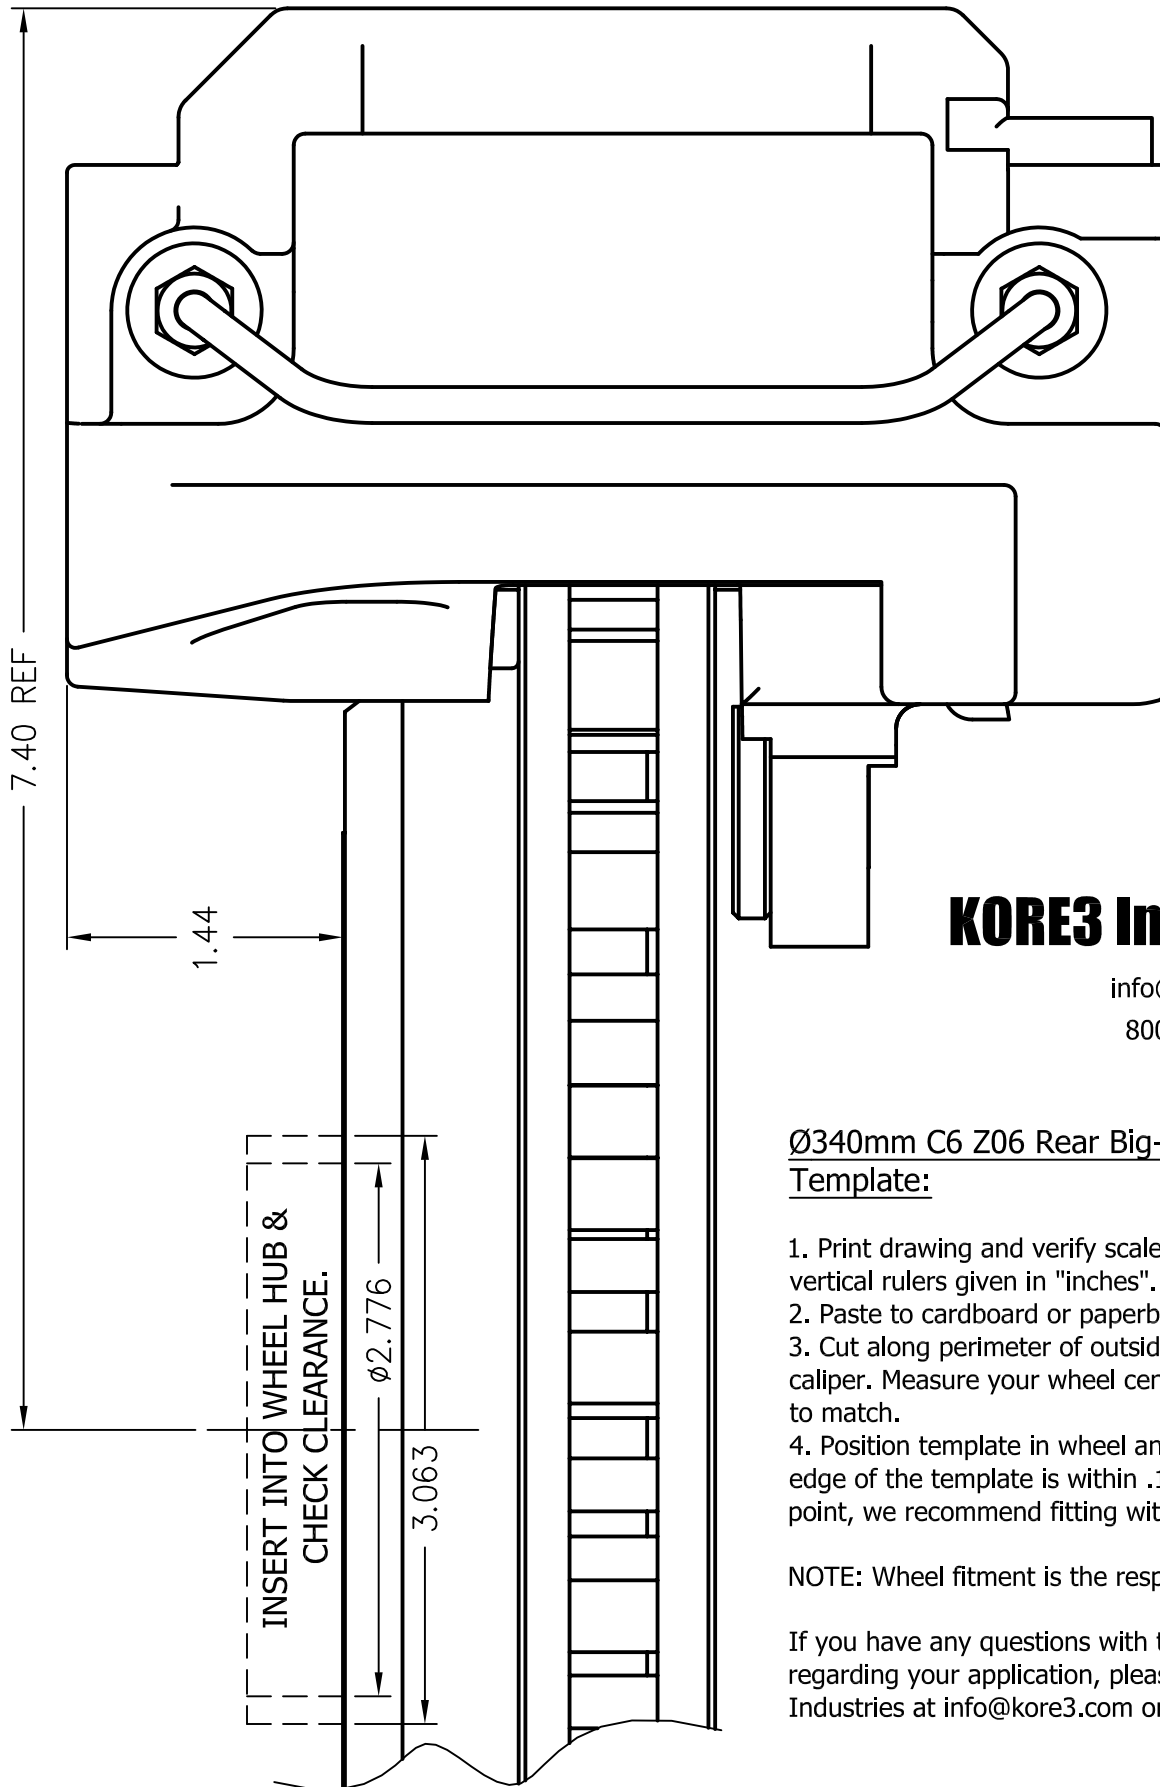 7.40 REF
1.44
INSERT INTO WHEEL HUB &
CHECK CLEARANCE.
ø2.776
3.063
KORE3 In
info@
800
Ø340mm C6 Z06 Rear Big-
Template:
1. Print drawing and verify scale
vertical rulers given in "inches".
2. Paste to cardboard or paperb
3. Cut along perimeter of outsid
caliper. Measure your wheel cen
to match.
4. Position template in wheel an
edge of the template is within .1
point, we recommend fitting wit
NOTE: Wheel fitment is the resp
If you have any questions with t
regarding your application, pleas
Industries at info@kore3.com or